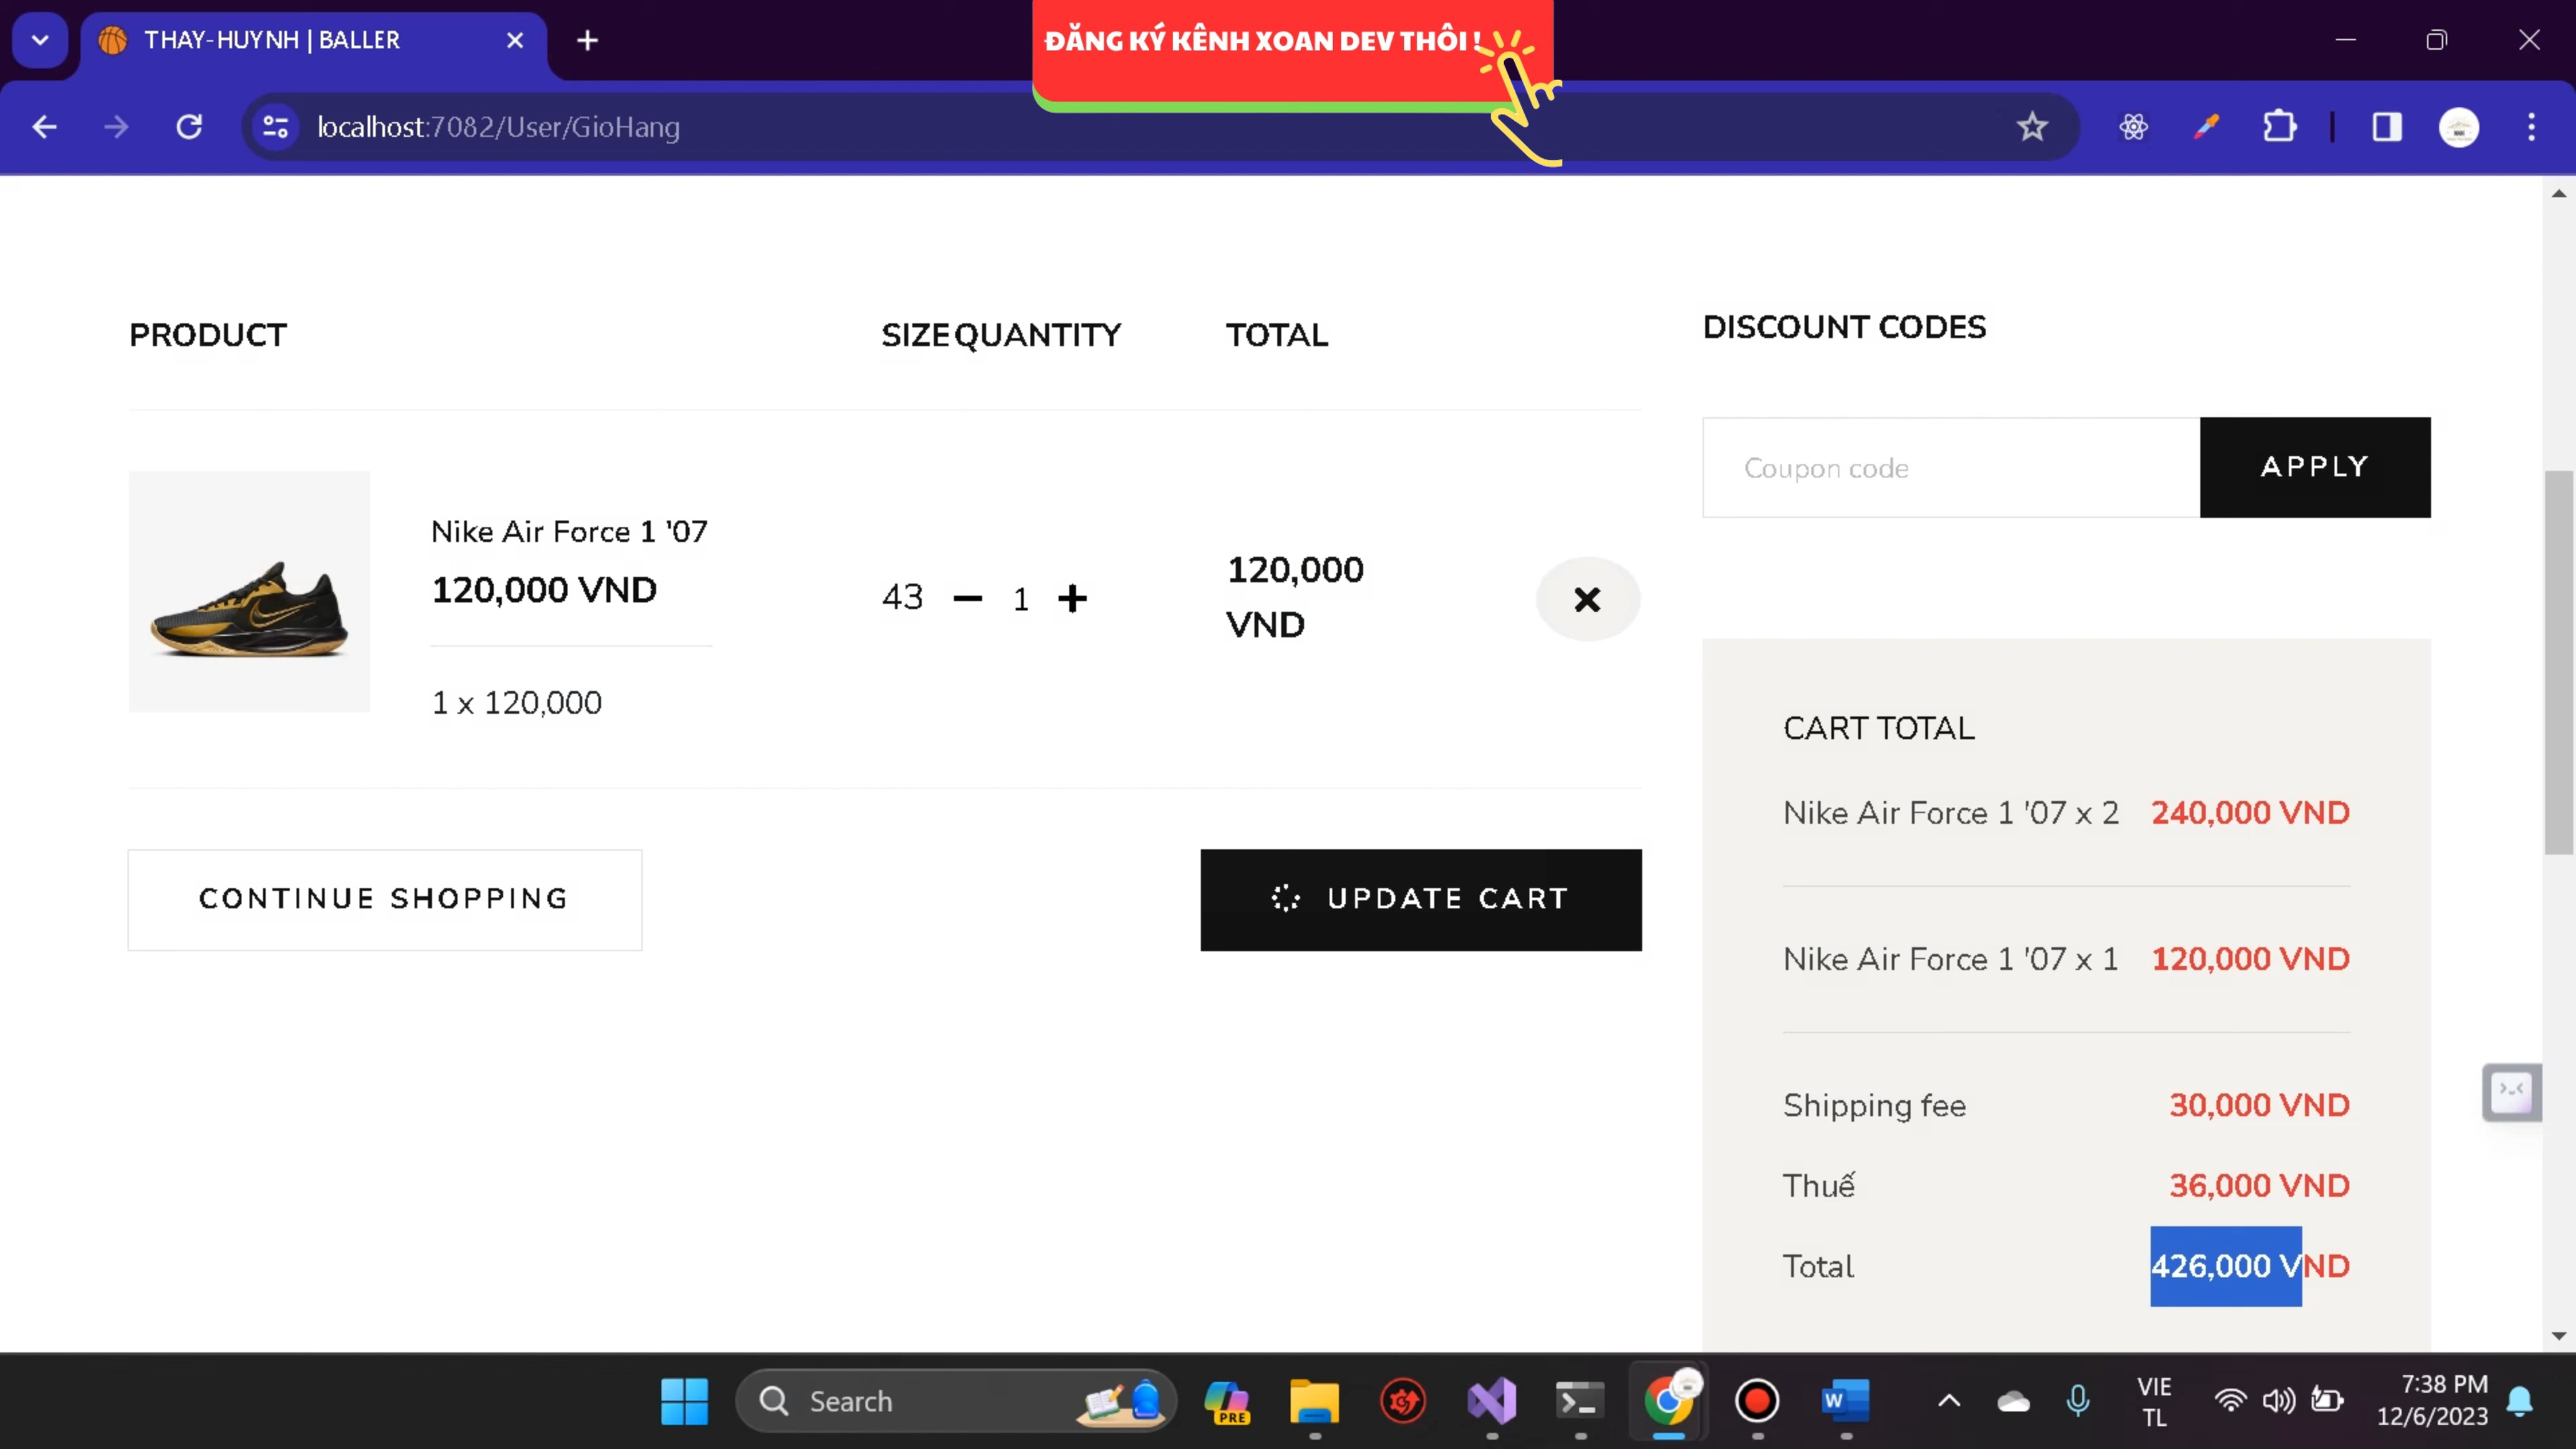 THAY-HUYNH | BALLER
ĐĂNG KÝ KÊNH XOAN DEV THÔI !
localhost:7082/User/GioHang
PRODUCT SIZE QUANTITY TOTAL
Nike Air Force 1 '07
120,000 VND
1 x 120,000
43 1
120,000
VND
CONTINUE SHOPPING
UPDATE CART
DISCOUNT CODES
Coupon code
APPLY
CART TOTAL
Nike Air Force 1 '07 x 2 240,000 VND
Nike Air Force 1 '07 x 1 120,000 VND
Shipping fee 30,000 VND
Thuế 36,000 VND
Total 426,000 VND
Search
PRE
W
VIE
TL
7:38 PM
12/6/2023